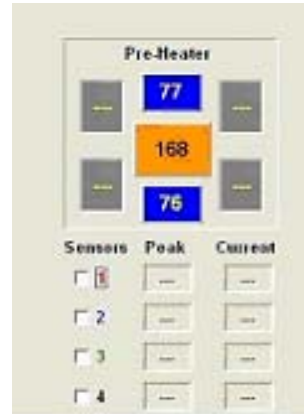 Pre-Heater
--- 77 ---
168
--- 76 ---
Sensors Peak Current
1 --- ---
2 --- ---
3 --- ---
4 --- ---